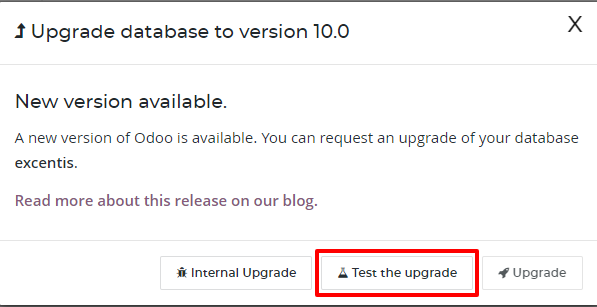 Upgrade database to version 10.0
X
New version available.
A new version of Odoo is available. You can request an upgrade of your database
excentis.
Read more about this release on our blog.
Internal Upgrade
Test the upgrade
Upgrade